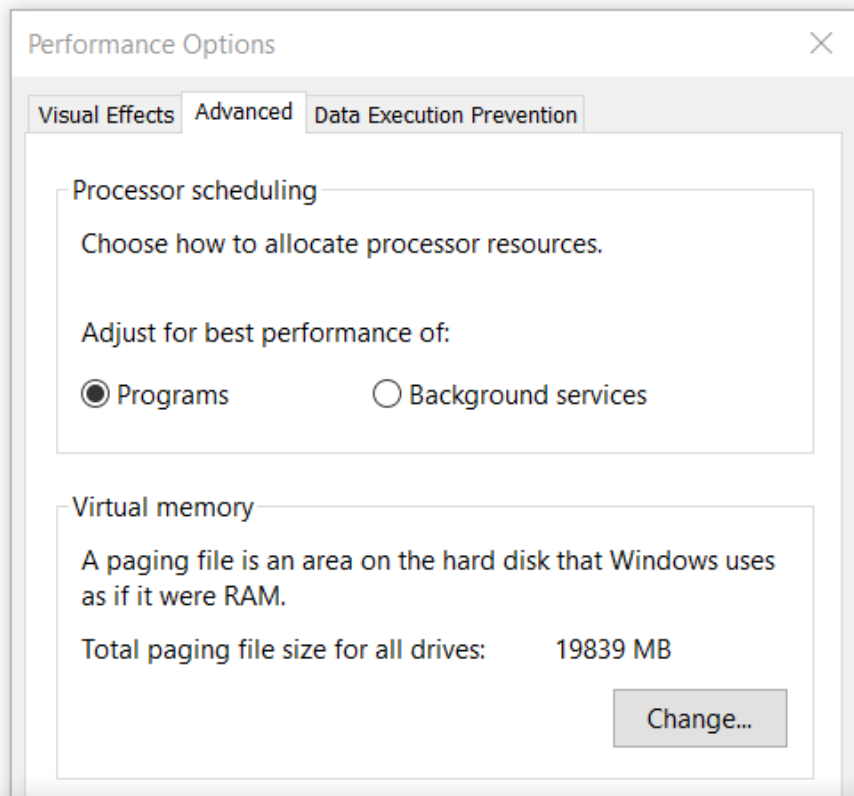 Performance Options
Visual Effects Advanced Data Execution Prevention
Processor scheduling
Choose how to allocate processor resources.
Adjust for best performance of:
Programs Background services
Virtual memory
A paging file is an area on the hard disk that Windows uses
as if it were RAM.
Total paging file size for all drives: 19839 MB
Change...